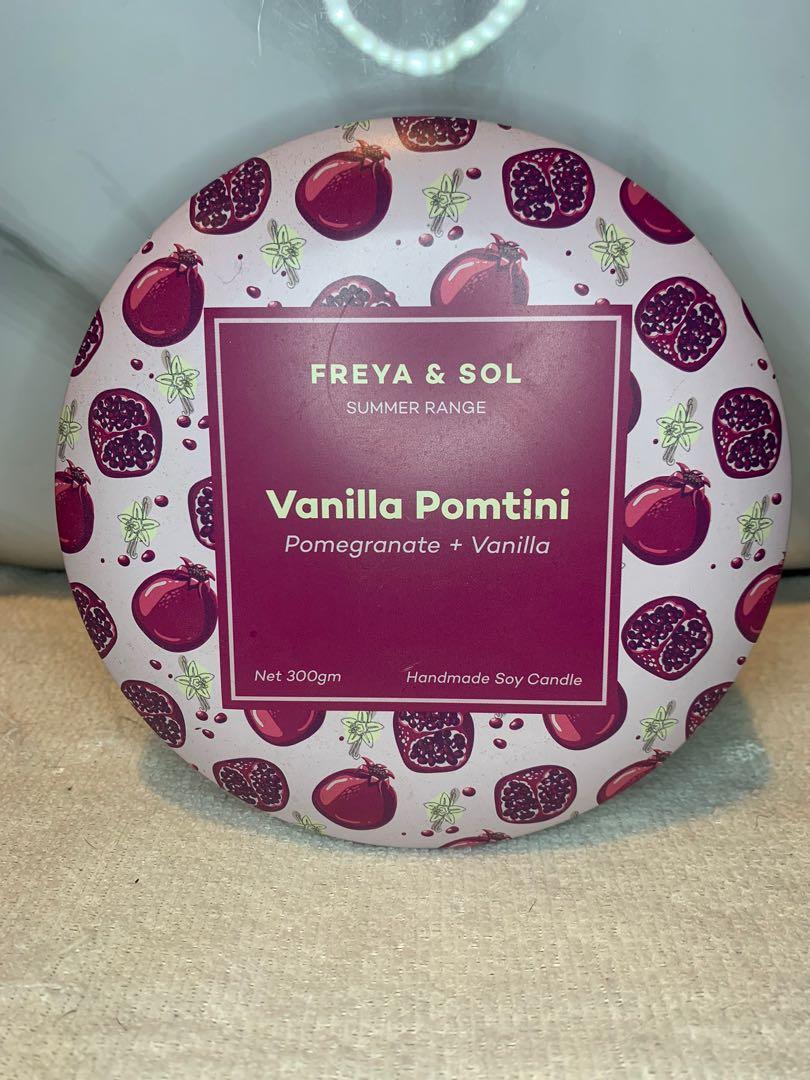 FREYA & SOL
SUMMER RANGE
Vanilla Pomtini
Pomegranate + Vanilla
Net 300gm
Handmade Soy Candle